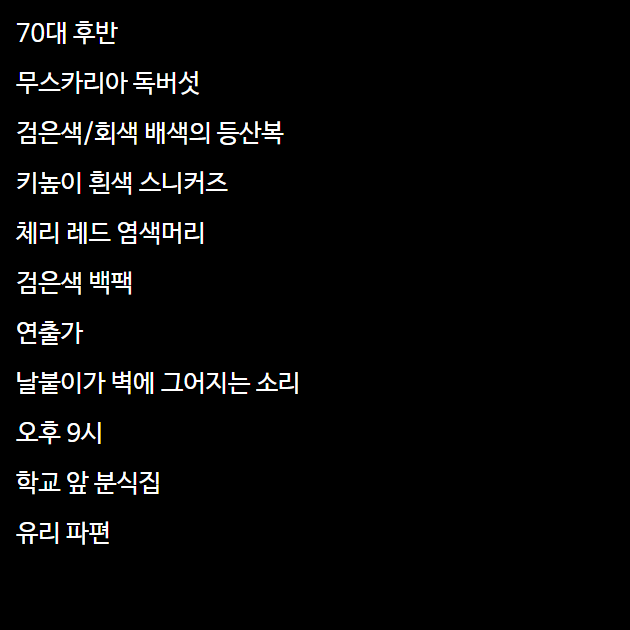 70대 후반
무스카리아 독버섯
검은색/회색 배색의 등산복
키높이 흰색 스니커즈
체리 레드 염색머리
검은색 백팩
연출가
날붙이가 벽에 그어지는 소리
오후 9시
학교 앞 분식집
유리 파편